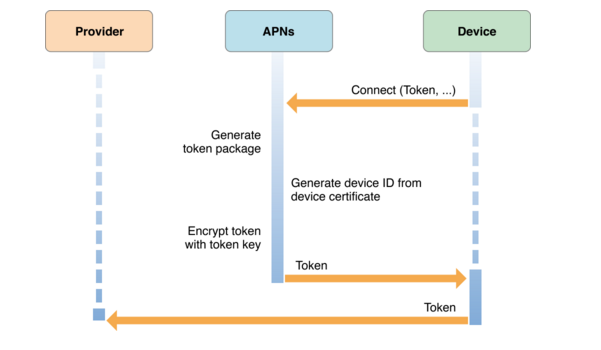 Provider
APNs
Device
Connect (Token, ...)
Generate
token package
Generate device ID from
device certificate
Encrypt token
with token key
Token
Token